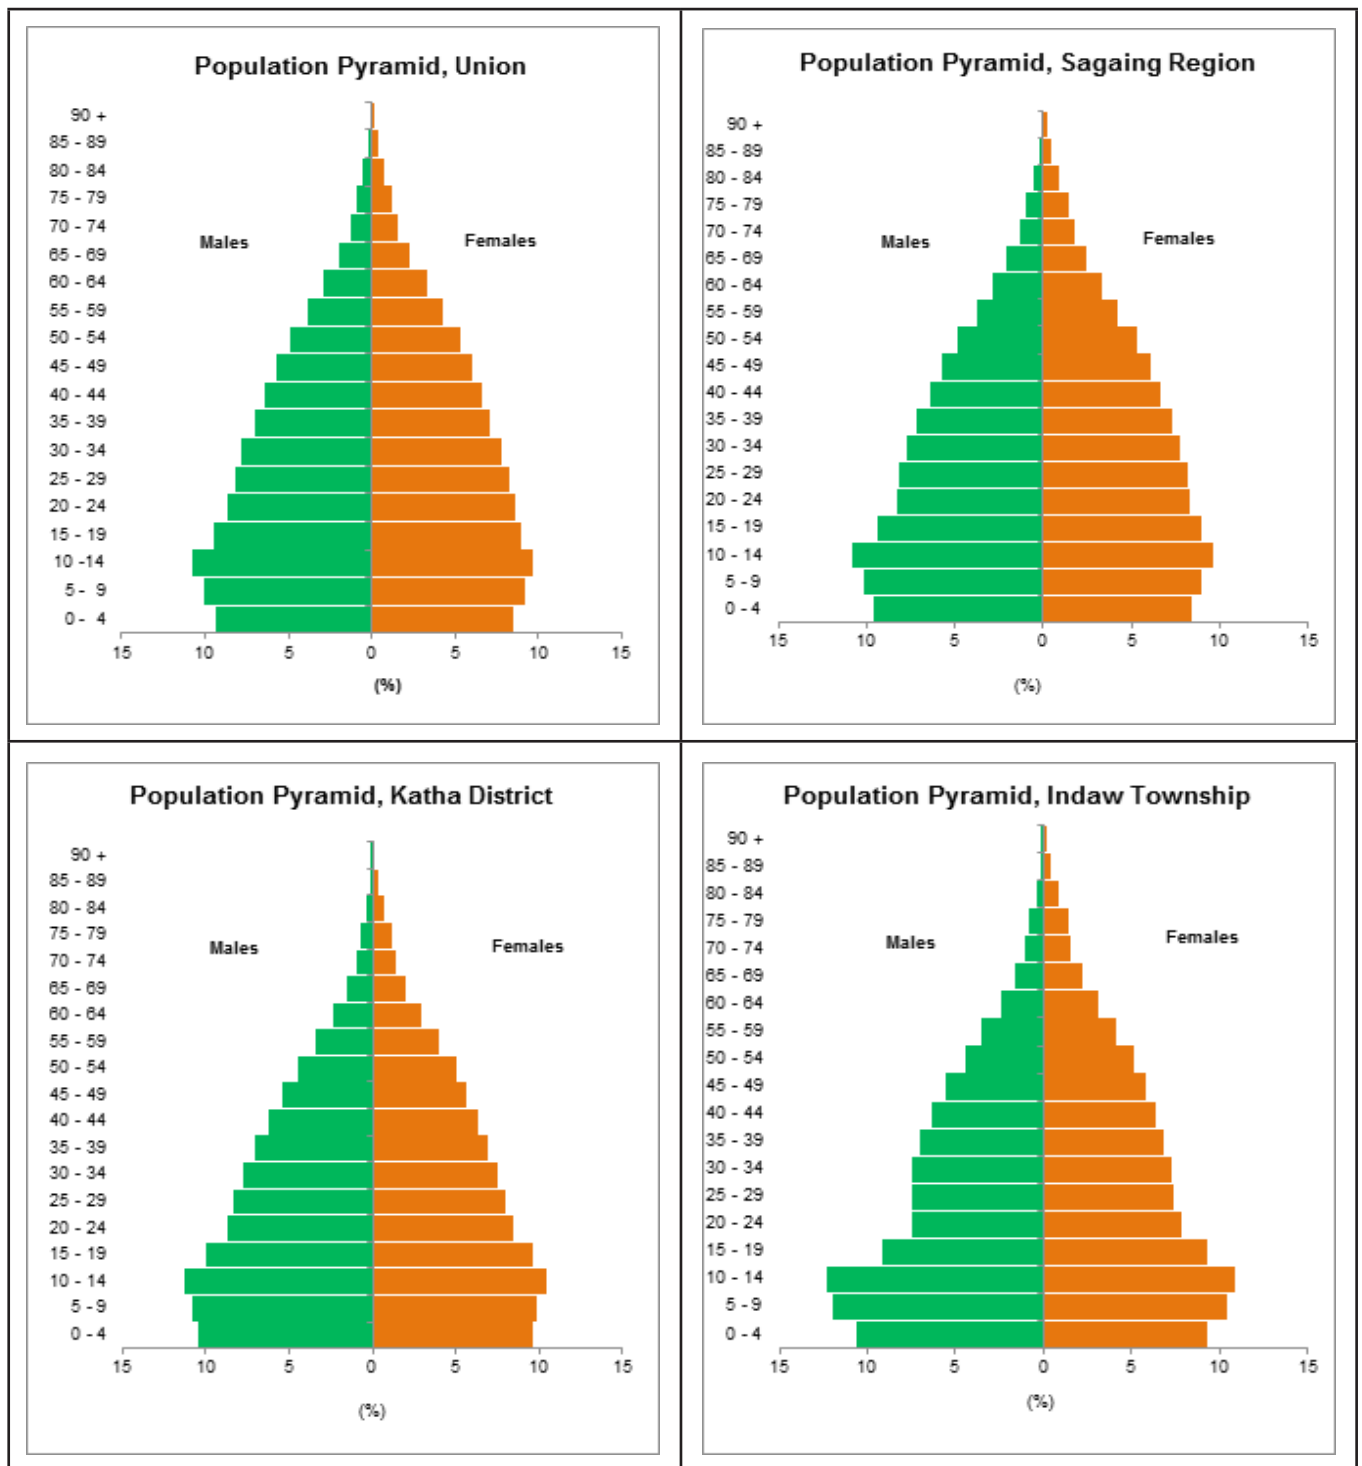 Population Pyramid, Union
90 +
85 - 89
80 - 84
75 - 79
70 - 74
65 - 69
60 - 64
55 - 59
50 - 54
45 - 49
40 - 44
35 - 39
30 - 34
25 - 29
20 - 24
15 - 19
10 -14
5 - 9
0 - 4
Males
Females
15 10 5 0 5 10 15
(%)
Population Pyramid, Sagaing Region
90 +
85 - 89
80 - 84
75 - 79
70 - 74
65 - 69
60 - 64
55 - 59
50 - 54
45 - 49
40 - 44
35 - 39
30 - 34
25 - 29
20 - 24
15 - 19
10 - 14
5 - 9
0 - 4
Males
Females
15 10 5 0 5 10 15
(%)
Population Pyramid, Katha District
90 +
85 - 89
80 - 84
75 - 79
70 - 74
65 - 69
60 - 64
55 - 59
50 - 54
45 - 49
40 - 44
35 - 39
30 - 34
25 - 29
20 - 24
15 - 19
10 - 14
5 - 9
0 - 4
Males
Females
15 10 5 0 5 10 15
(%)
Population Pyramid, Indaw Township
90 +
85 - 89
80 - 84
75 - 79
70 - 74
65 - 69
60 - 64
55 - 59
50 - 54
45 - 49
40 - 44
35 - 39
30 - 34
25 - 29
20 - 24
15 - 19
10 - 14
5 - 9
0 - 4
Males
Females
15 10 5 0 5 10 15
(%)